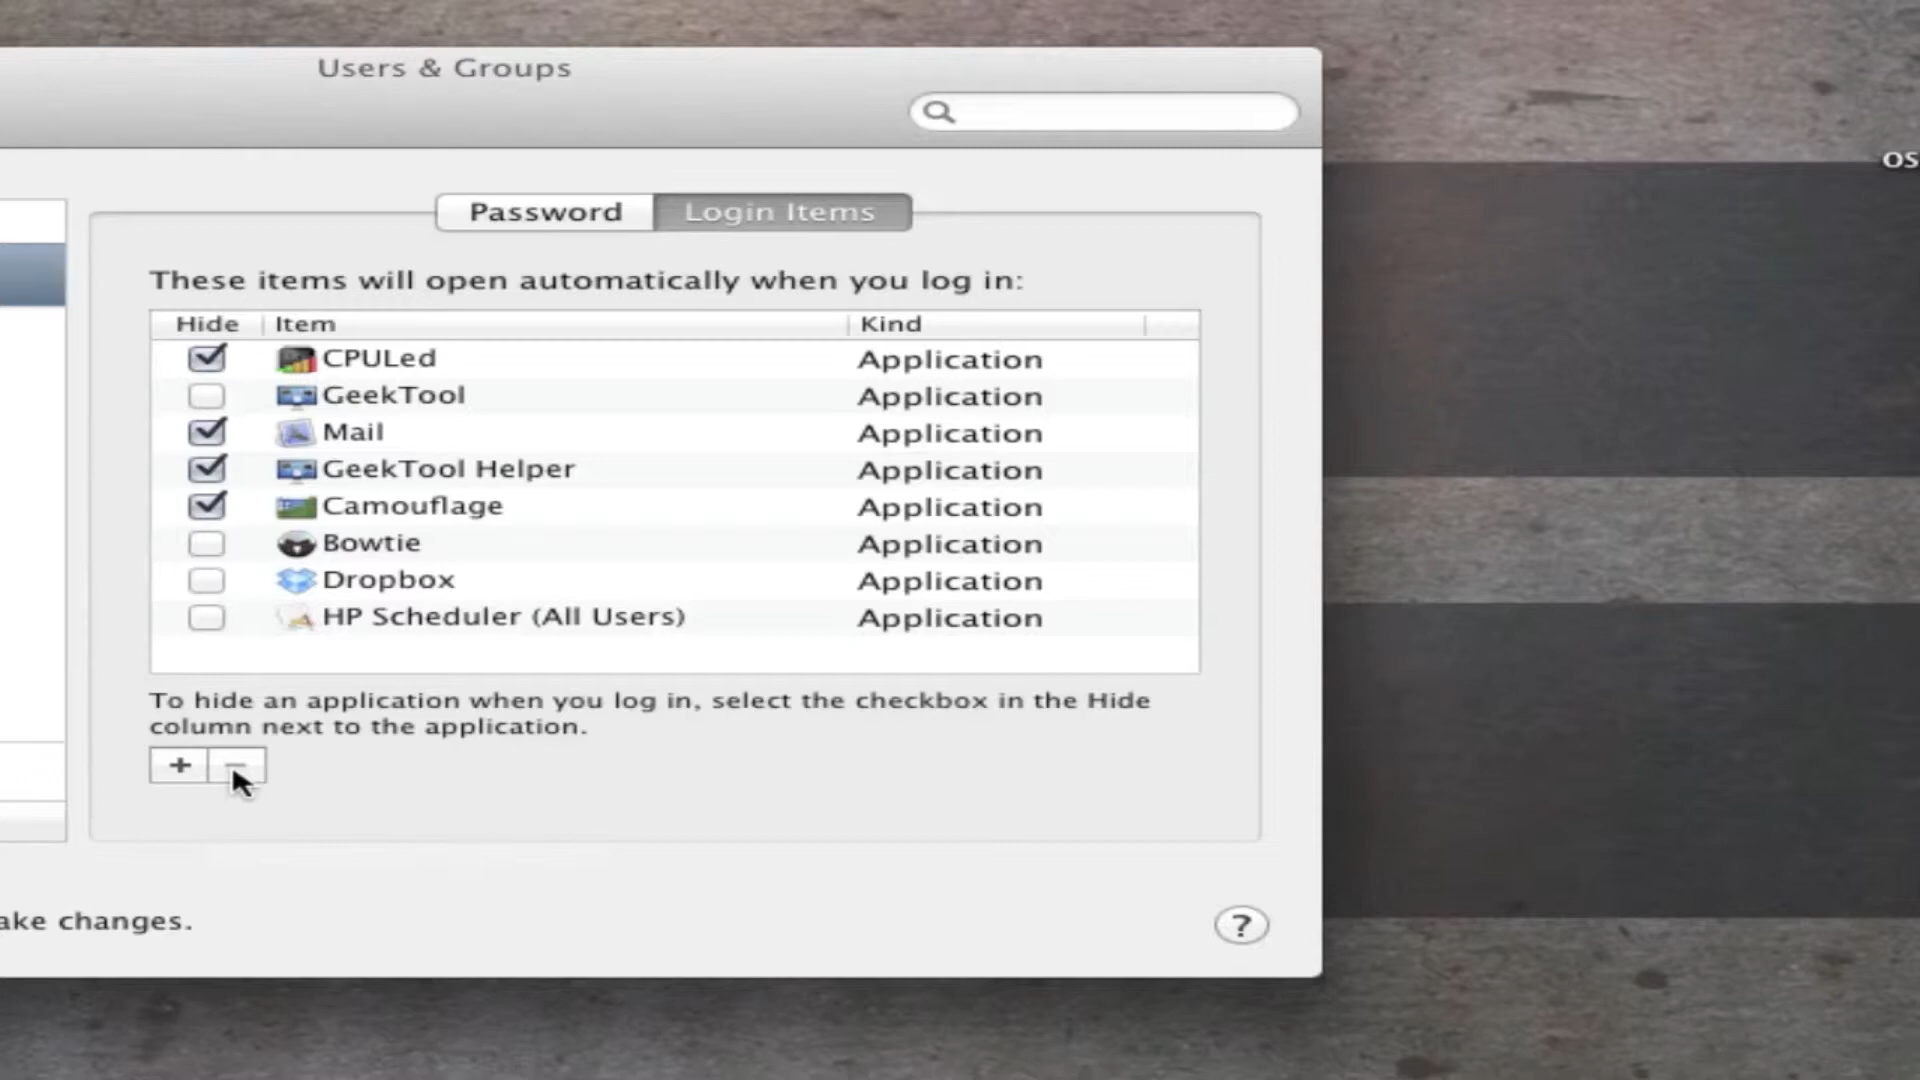 Users & Groups
OS
Password Login Items
These items will open automatically when you log in:
Hide Item Kind
CPULed Application
GeekTool Application
Mail Application
GeekTool Helper Application
Camouflage Application
Bowtie Application
Dropbox Application
HP Scheduler (All Users) Application
To hide an application when you log in, select the checkbox in the Hide
column next to the application.
+ −
ake changes.
?